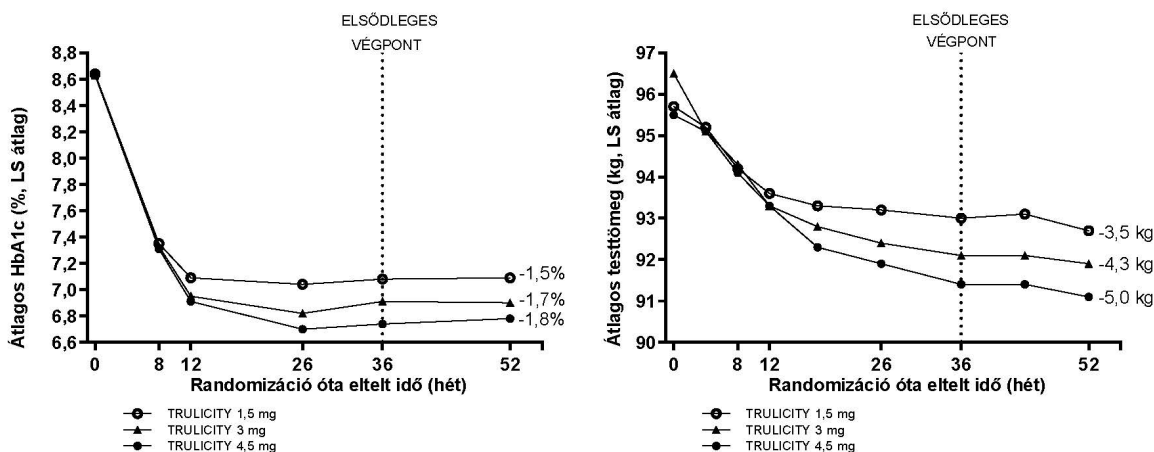 ELSŐDLEGES
VÉGPONT
Átlagos HbA1c (%, LS átlag)
8,8
8,6
8,4
8,2
8,0
7,8
7,6
7,4
7,2
7,0
6,8
6,6
-1,5%
-1,7%
-1,8%
0 8 12 26 36 52
Randomizáció óta eltelt idő (hét)
TRULICITY 1,5 mg
TRULICITY 3 mg
TRULICITY 4,5 mg
ELSŐDLEGES
VÉGPONT
Átlagos testtömeg (kg, LS átlag)
97
96
95
94
93
92
91
90
-3,5 kg
-4,3 kg
-5,0 kg
0 8 12 26 36 52
Randomizáció óta eltelt idő (hét)
TRULICITY 1,5 mg
TRULICITY 3 mg
TRULICITY 4,5 mg